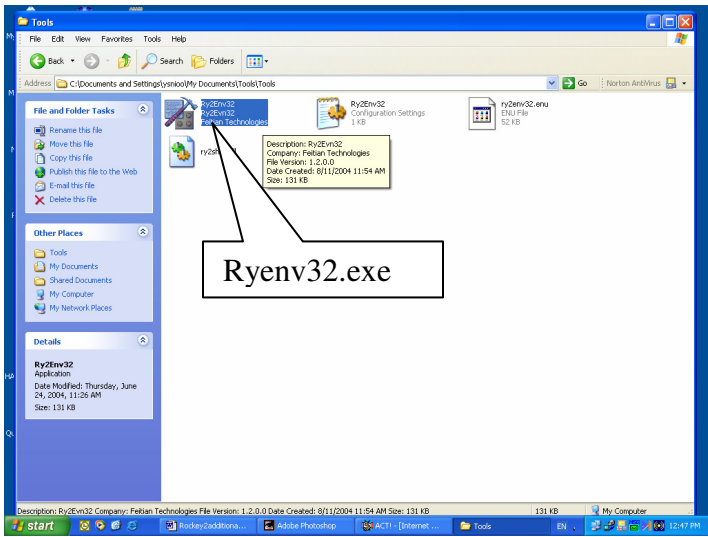 Tools
File Edit View Favorites Tools Help
Back Search Folders
Address C:\Documents and Settings\ysnioo\My Documents\Tools\Tools Go Norton AntiVirus
File and Folder Tasks
Rename this file
Move this file
Copy this file
Publish this file to the Web
E-mail this file
Delete this file
Other Places
Tools
My Documents
Shared Documents
My Computer
My Network Places
Details
Ry2Env32
Application
Date Modified: Thursday, June
24, 2004, 11:26 AM
Size: 131 KB
Ry2Env32
Ry2Evn32
Feitian Technologies
Ry2Env32
Configuration Settings
1 KB
ry2env32.enu
ENU File
52 KB
Description: Ry2Evn32
Company: Feitian Technologies
File Version: 1.2.0.0
Date Created: 8/11/2004 11:54 AM
Size: 131 KB
Ryenv32.exe
Description: Ry2Evn32 Company: Feitian Technologies File Version: 1.2.0.0 Date Created: 8/11/2004 11:54 AM Size: 131 KB 131 KB My Computer
start Rockey2additiona... Adobe Photoshop ACT! - [Internet ... Tools EN 12:47 PM